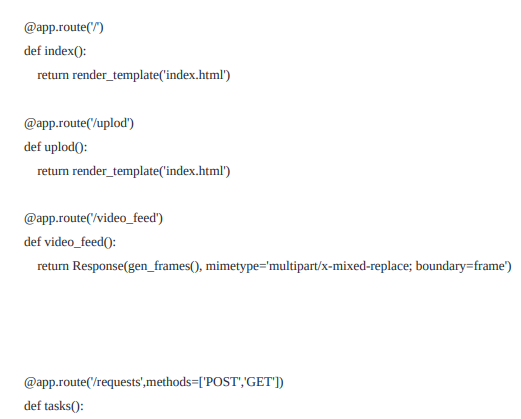 @app.route('/')
def index():
return render_template('index.html')
@app.route('/uplod')
def uplod():
return render_template('index.html')
@app.route('/video_feed')
def video_feed():
return Response(gen_frames(), mimetype='multipart/x-mixed-replace; boundary=frame')
@app.route('/requests',methods=['POST','GET'])
def tasks():